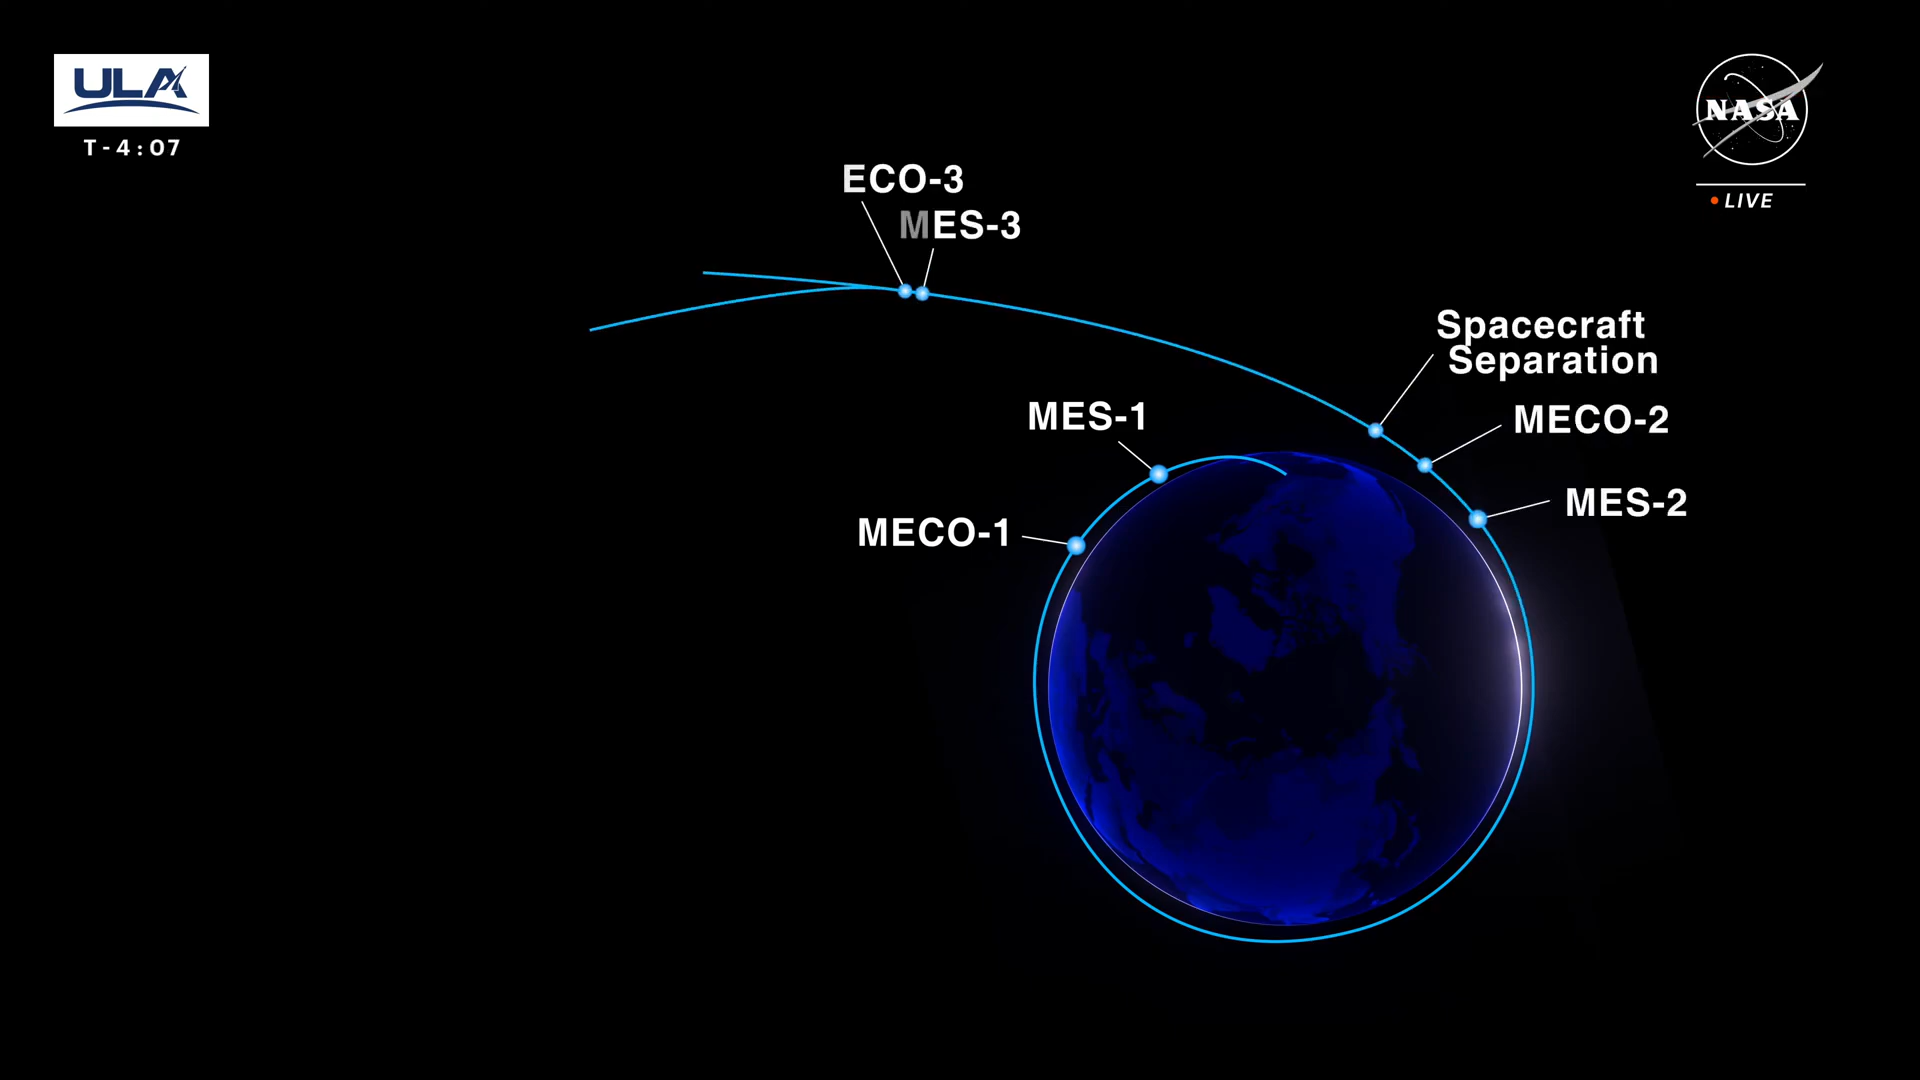 ULA
T-4:07
NASA
LIVE
ECO-3
MES-3
Spacecraft
Separation
MECO-2
MES-1
MES-2
MECO-1